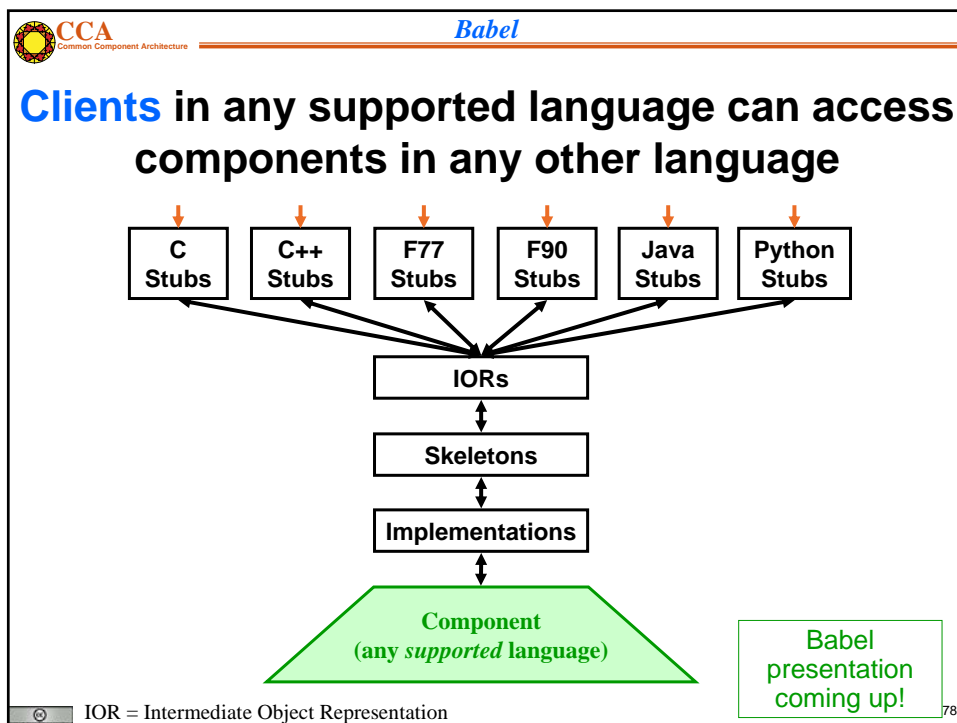 CCA
Common Component Architecture
Babel
Clients in any supported language can access
components in any other language
C
Stubs
C++
Stubs
F77
Stubs
F90
Stubs
Java
Stubs
Python
Stubs
IORs
Skeletons
Implementations
Component
(any supported language)
Babel
presentation
coming up!
cc
IOR = Intermediate Object Representation
78